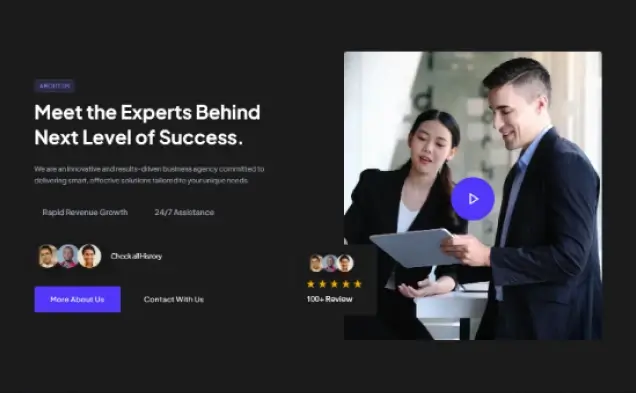 ABOUT US
Meet the Experts Behind
Next Level of Success.
We are an innovative and results-driven business agency committed to
delivering smart, effective solutions tailored to your unique needs.
Rapid Revenue Growth
24/7 Assistance
Check all History
More About Us
Contact With Us
100+ Review